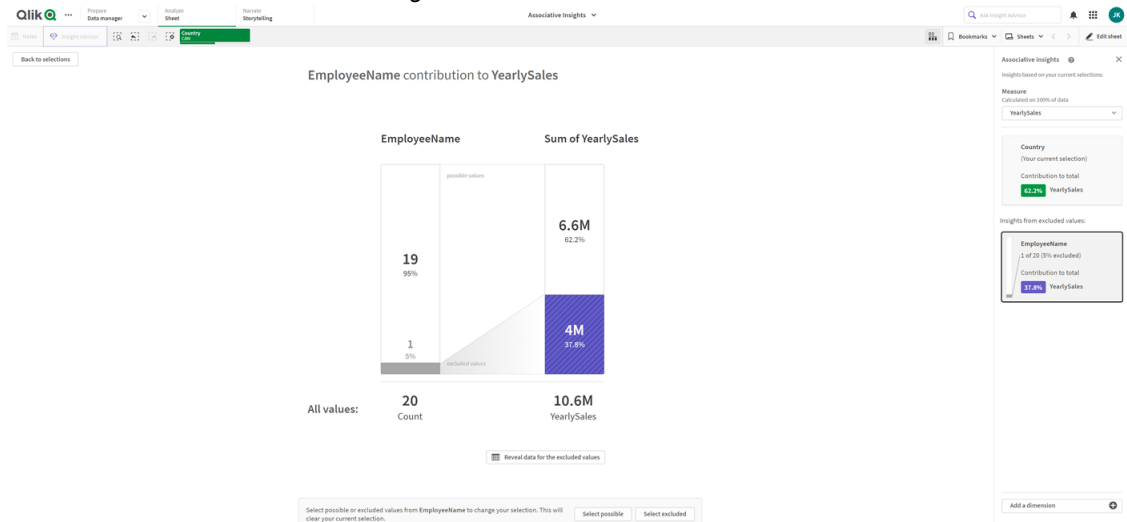 Qlik
Prepare
Data manager
Analyze
Sheet
Narrate
Storytelling
Associative Insights
Ask Insight Advisor
JK
Notes
Insight Advisor
Country
CAN
Bookmarks
Sheets
Edit sheet
Back to selections
EmployeeName contribution to YearlySales
EmployeeName
Sum of YearlySales
possible values
19
95%
6.6M
62.2%
1
5%
excluded values
4M
37.8%
All values:
20
Count
10.6M
YearlySales
Reveal data for the excluded values
Select possible or excluded values from EmployeeName to change your selection. This will
clear your current selection.
Select possible
Select excluded
Associative insights
Insights based on your current selections:
Measure
Calculated on 100% of data
YearlySales
Country
(Your current selection)
Contribution to total
62.2% YearlySales
Insights from excluded values:
EmployeeName
1 of 20 (5% excluded)
Contribution to total
37.8% YearlySales
Add a dimension